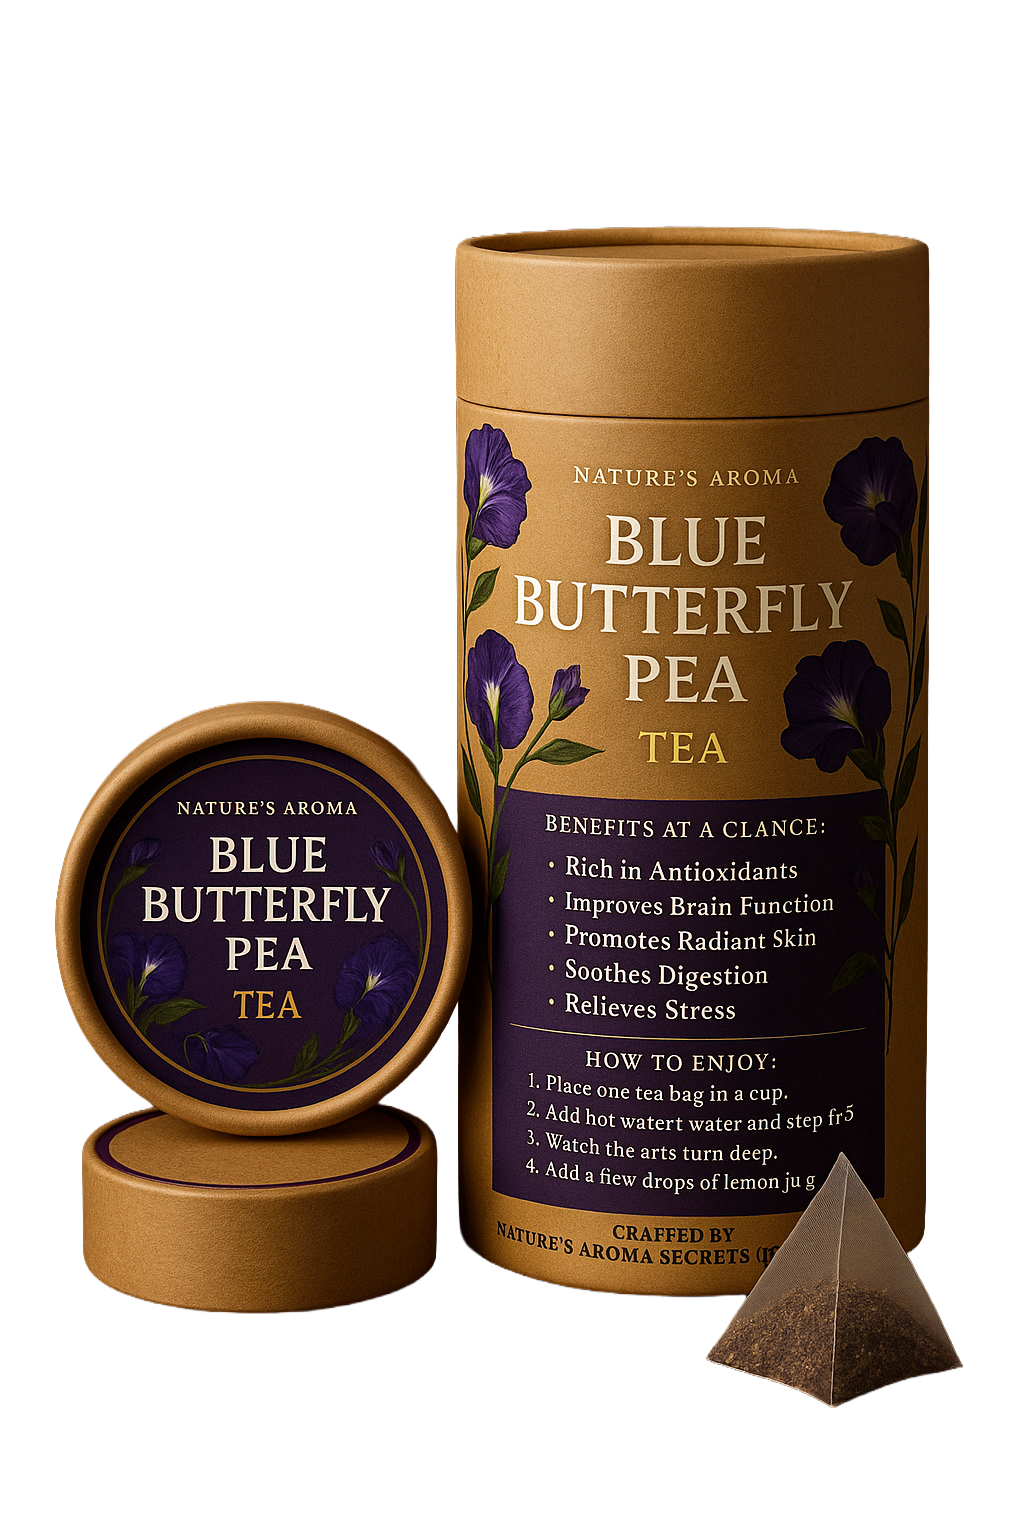 NATURE'S AROMA
BLUE
BUTTERFLY
PEA
TEA
BENEFITS AT A CLANCE:
• Rich in Antioxidants
• Improves Brain Function
• Promotes Radiant Skin
• Soothes Digestion
• Relieves Stress
HOW TO ENJOY:
1. Place one tea bag in a cup.
2. Add hot watert water and step fr5
3. Watch the arts turn deep.
4. Add a fiew drops of lemon ju g
CRAFFED BY
NATURE'S AROMA SECRETS
NATURE'S AROMA
BLUE
BUTTERFLY
PEA
TEA